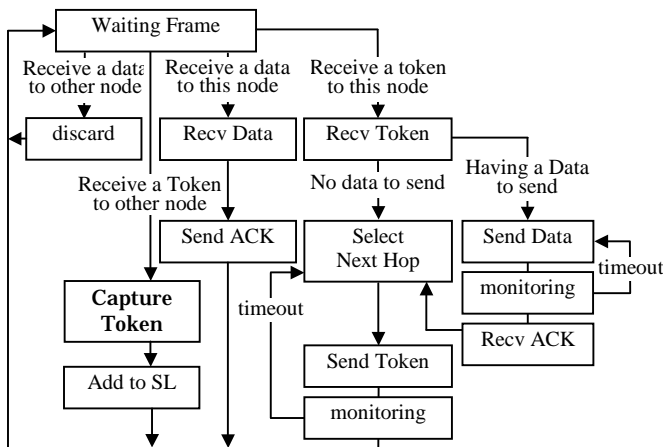 Waiting Frame
Receive a data
to other node
Receive a data
to this node
Receive a token
to this node
discard
Recv Data
Recv Token
Having a Data
to send
Receive a Token
to other node
No data to send
Send ACK
Select
Next Hop
Send Data
timeout
monitoring
Capture
Token
timeout
Recv ACK
Send Token
Add to SL
monitoring